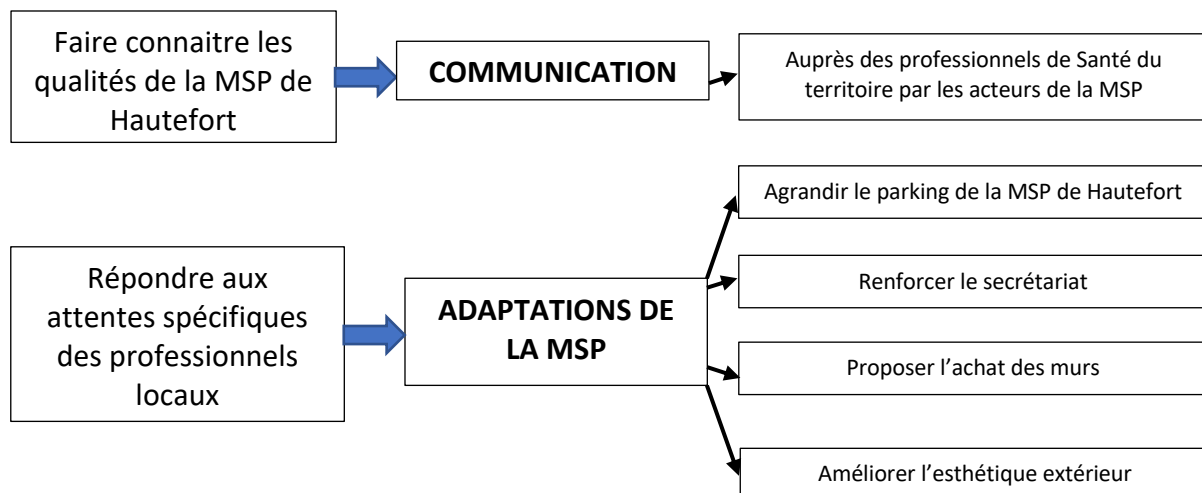 Faire connaitre les
qualités de la MSP de
Hautefort
COMMUNICATION
Auprès des professionnels de Santé du
territoire par les acteurs de la MSP
Répondre aux
attentes spécifiques
des professionnels
locaux
ADAPTATIONS DE
LA MSP
Agrandir le parking de la MSP de Hautefort
Renforcer le secrétariat
Proposer l’achat des murs
Améliorer l’esthétique extérieur